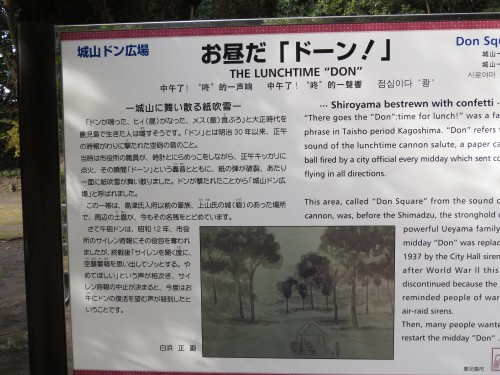 城山ドン広場
お昼だ「ドーン!」
THE LUNCHTIME “DON”
中午了! “咚” 的一声响 中午了! “咚” 的一聲響 점심이다 “쾅”
Don Squ
城山
城山
시로야마
―城山に舞い散る紙吹雪―
「ドンが鳴った、ヒイ(昼)がなった、メス(飯)食ふろ」と大正時代を
鹿児島で生きた人は囁すそうです。「ドン」とは明治30年以来、正午
の時報がわりに撃たれた空砲の音のこと。
当時は市役所の職員が、時計とにらめっこをしながら、正午キッカリに
点火、その瞬間「ドーン」という轟音とともに、紙の弾が破裂、あたり
一面に紙吹雪が舞い散りました。ドンが撃たれたことから「城山ドン広
場」と呼ばれました。
この一帯は、島津氏入府以前の豪族、上山氏の城(砦)のあった場所
で、周辺の土塁が、今もその名残をとどめています。
さて午砲ドンは、昭和12年、市役
所のサイレン時報にその役目を奪われ
ましたが、終戦後「サイレンを聞く度に、
空襲警報を思い出してゾッとする。や
めてほしい」という声が相次ぎ、サイ
レン時報の中止が決まると、今度はお
午にドンの復活を望む声が殺到したと
いうことです。
白浜 正 画
··· Shiroyama bestrewn with confetti ·
"There goes the “Don”:time for lunch!" was a fa
phrase in Taisho period Kagoshima. “Don” refers
sound of the lunchtime cannon salute, a paper ca
ball fired by a city official every midday which sent co
flying in all directions.
This area, called “Don Square” from the sound o
cannon, was, before the Shimadzu, the stronghold o
powerful Ueyama family
midday “Don” was replac
1937 by the City Hall siren
after World War II this
discontinued because the
reminded people of war
air-raid sirens.
Then, many people wante
restart the midday “Don”.
鹿児島市